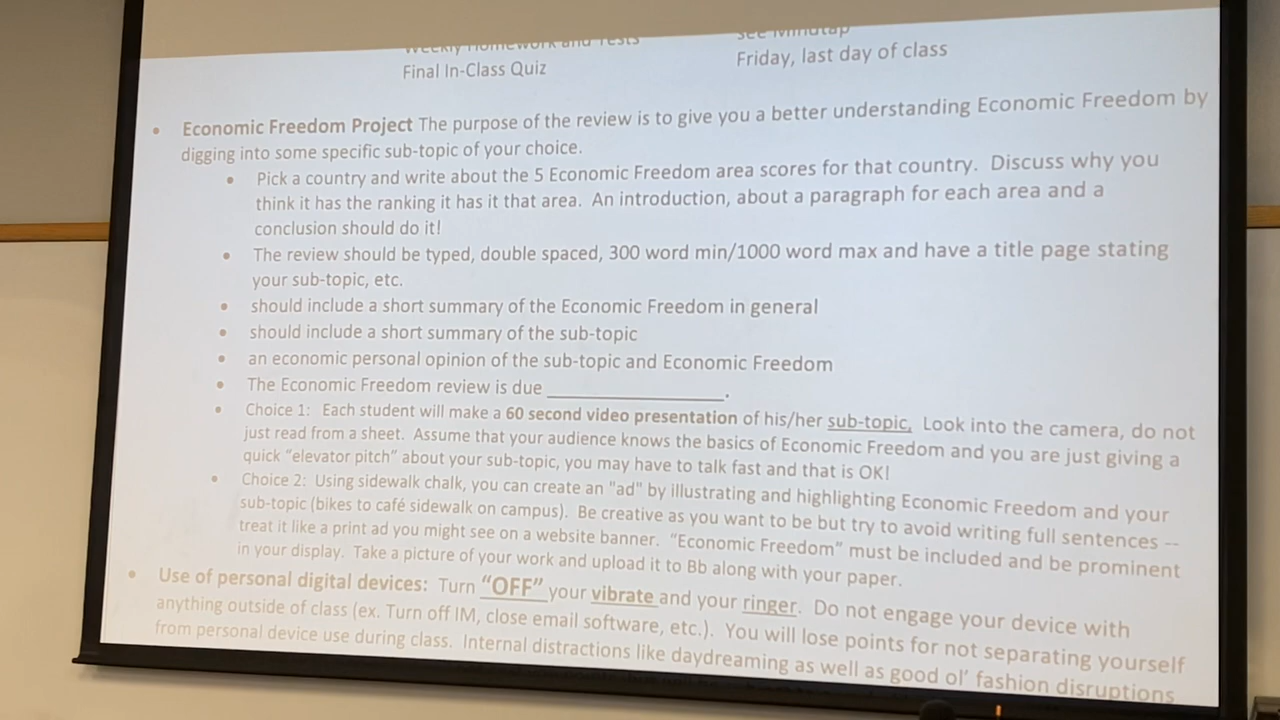 Weekly Homework and Tests
See Mindtap
Final In-Class Quiz
Friday, last day of class
• Economic Freedom Project The purpose of the review is to give you a better understanding Economic Freedom by
digging into some specific sub-topic of your choice.
• Pick a country and write about the 5 Economic Freedom area scores for that country. Discuss why you
think it has the ranking it has it that area. An introduction, about a paragraph for each area and a
conclusion should do it!
• The review should be typed, double spaced, 300 word min/1000 word max and have a title page stating
your sub-topic, etc.
• should include a short summary of the Economic Freedom in general
• should include a short summary of the sub-topic
• an economic personal opinion of the sub-topic and Economic Freedom
• The Economic Freedom review is due ________________.
• Choice 1: Each student will make a 60 second video presentation of his/her sub-topic, Look into the camera, do not
just read from a sheet. Assume that your audience knows the basics of Economic Freedom and you are just giving a
quick "elevator pitch" about your sub-topic, you may have to talk fast and that is OK!
• Choice 2: Using sidewalk chalk, you can create an "ad" by illustrating and highlighting Economic Freedom and your
sub-topic (bikes to café sidewalk on campus). Be creative as you want to be but try to avoid writing full sentences --
treat it like a print ad you might see on a website banner. "Economic Freedom" must be included and be prominent
in your display. Take a picture of your work and upload it to Bb along with your paper.
• Use of personal digital devices: Turn "OFF" your vibrate and your ringer. Do not engage your device with
anything outside of class (ex. Turn off IM, close email software, etc.). You will lose points for not separating yourself
from personal device use during class. Internal distractions like daydreaming as well as good ol' fashion disruptions